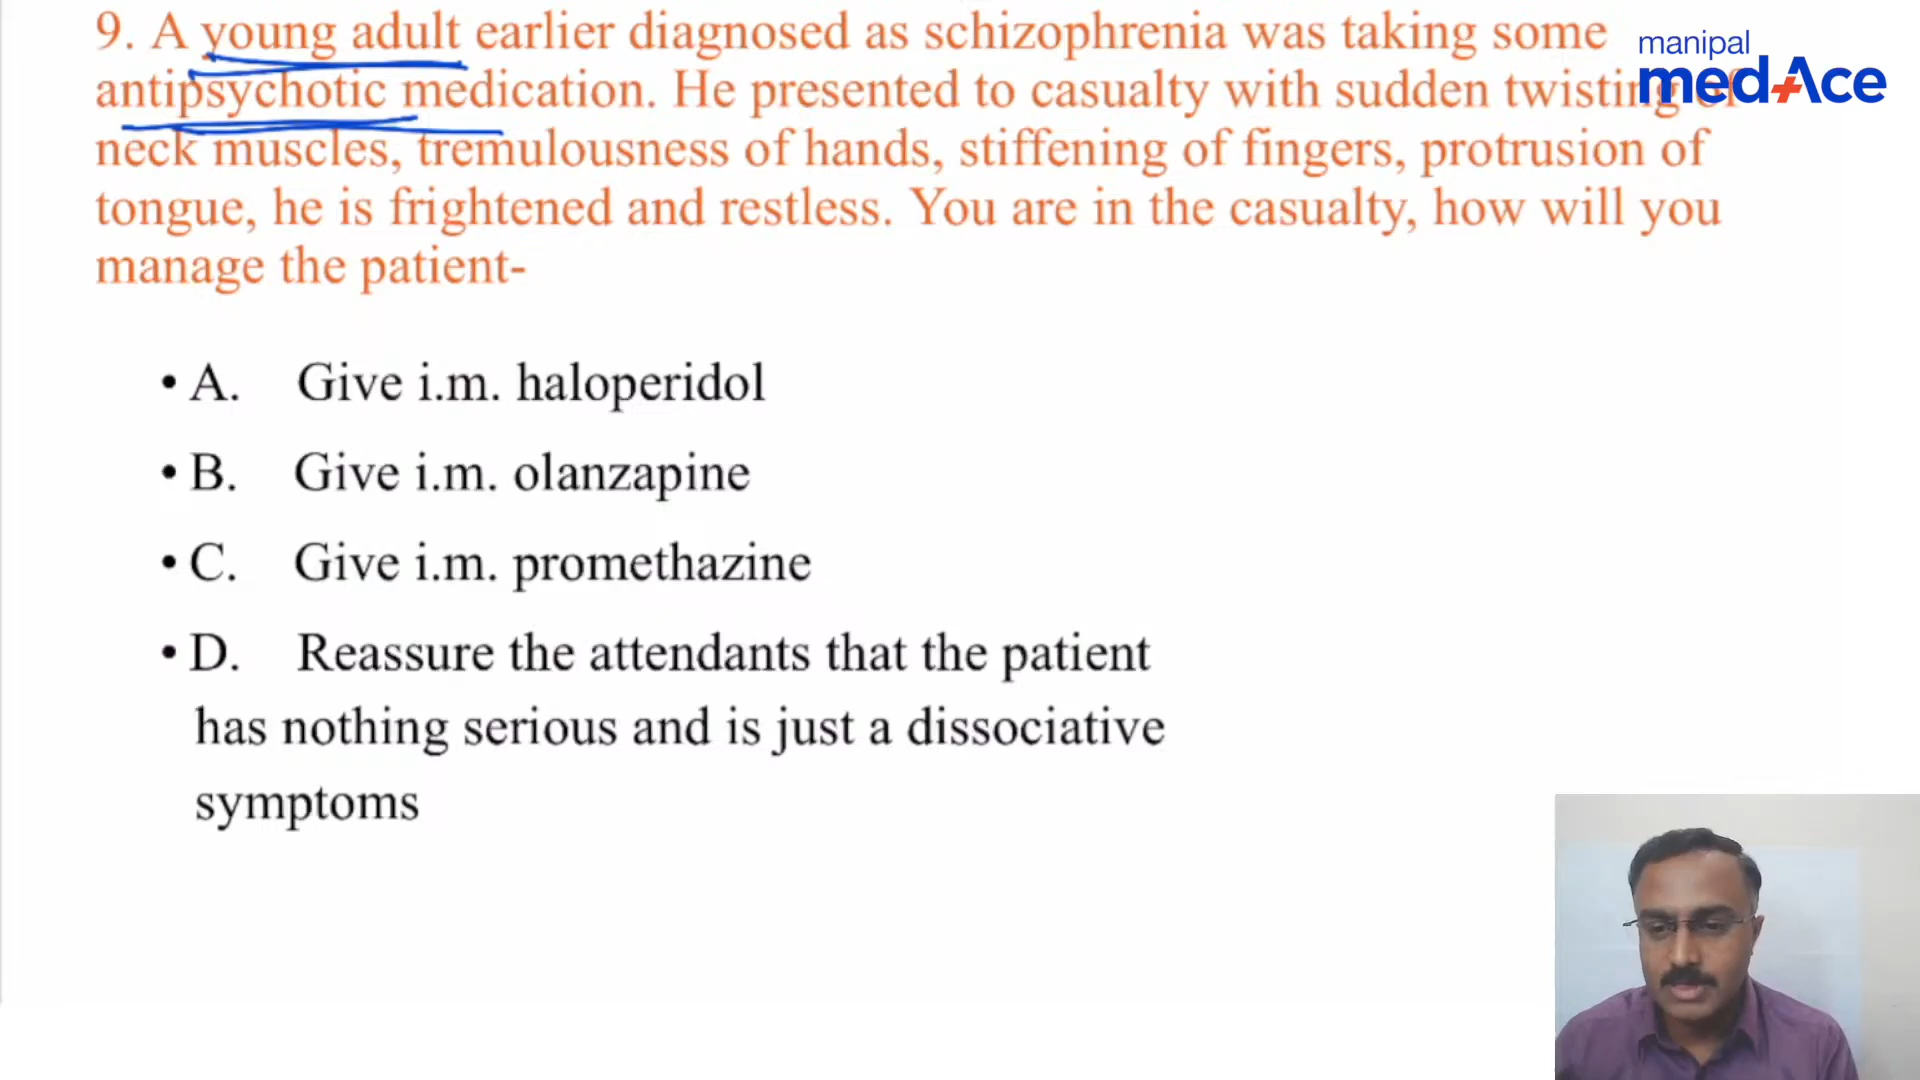 9. A young adult earlier diagnosed as schizophrenia was taking some
manipal
antipsychotic medication. He presented to casualty with sudden twisting of
medAce
neck muscles, tremulousness of hands, stiffening of fingers, protrusion of
tongue, he is frightened and restless. You are in the casualty, how will you
manage the patient-
• A. Give i.m. haloperidol
• B. Give i.m. olanzapine
• C. Give i.m. promethazine
• D. Reassure the attendants that the patient
has nothing serious and is just a dissociative
symptoms